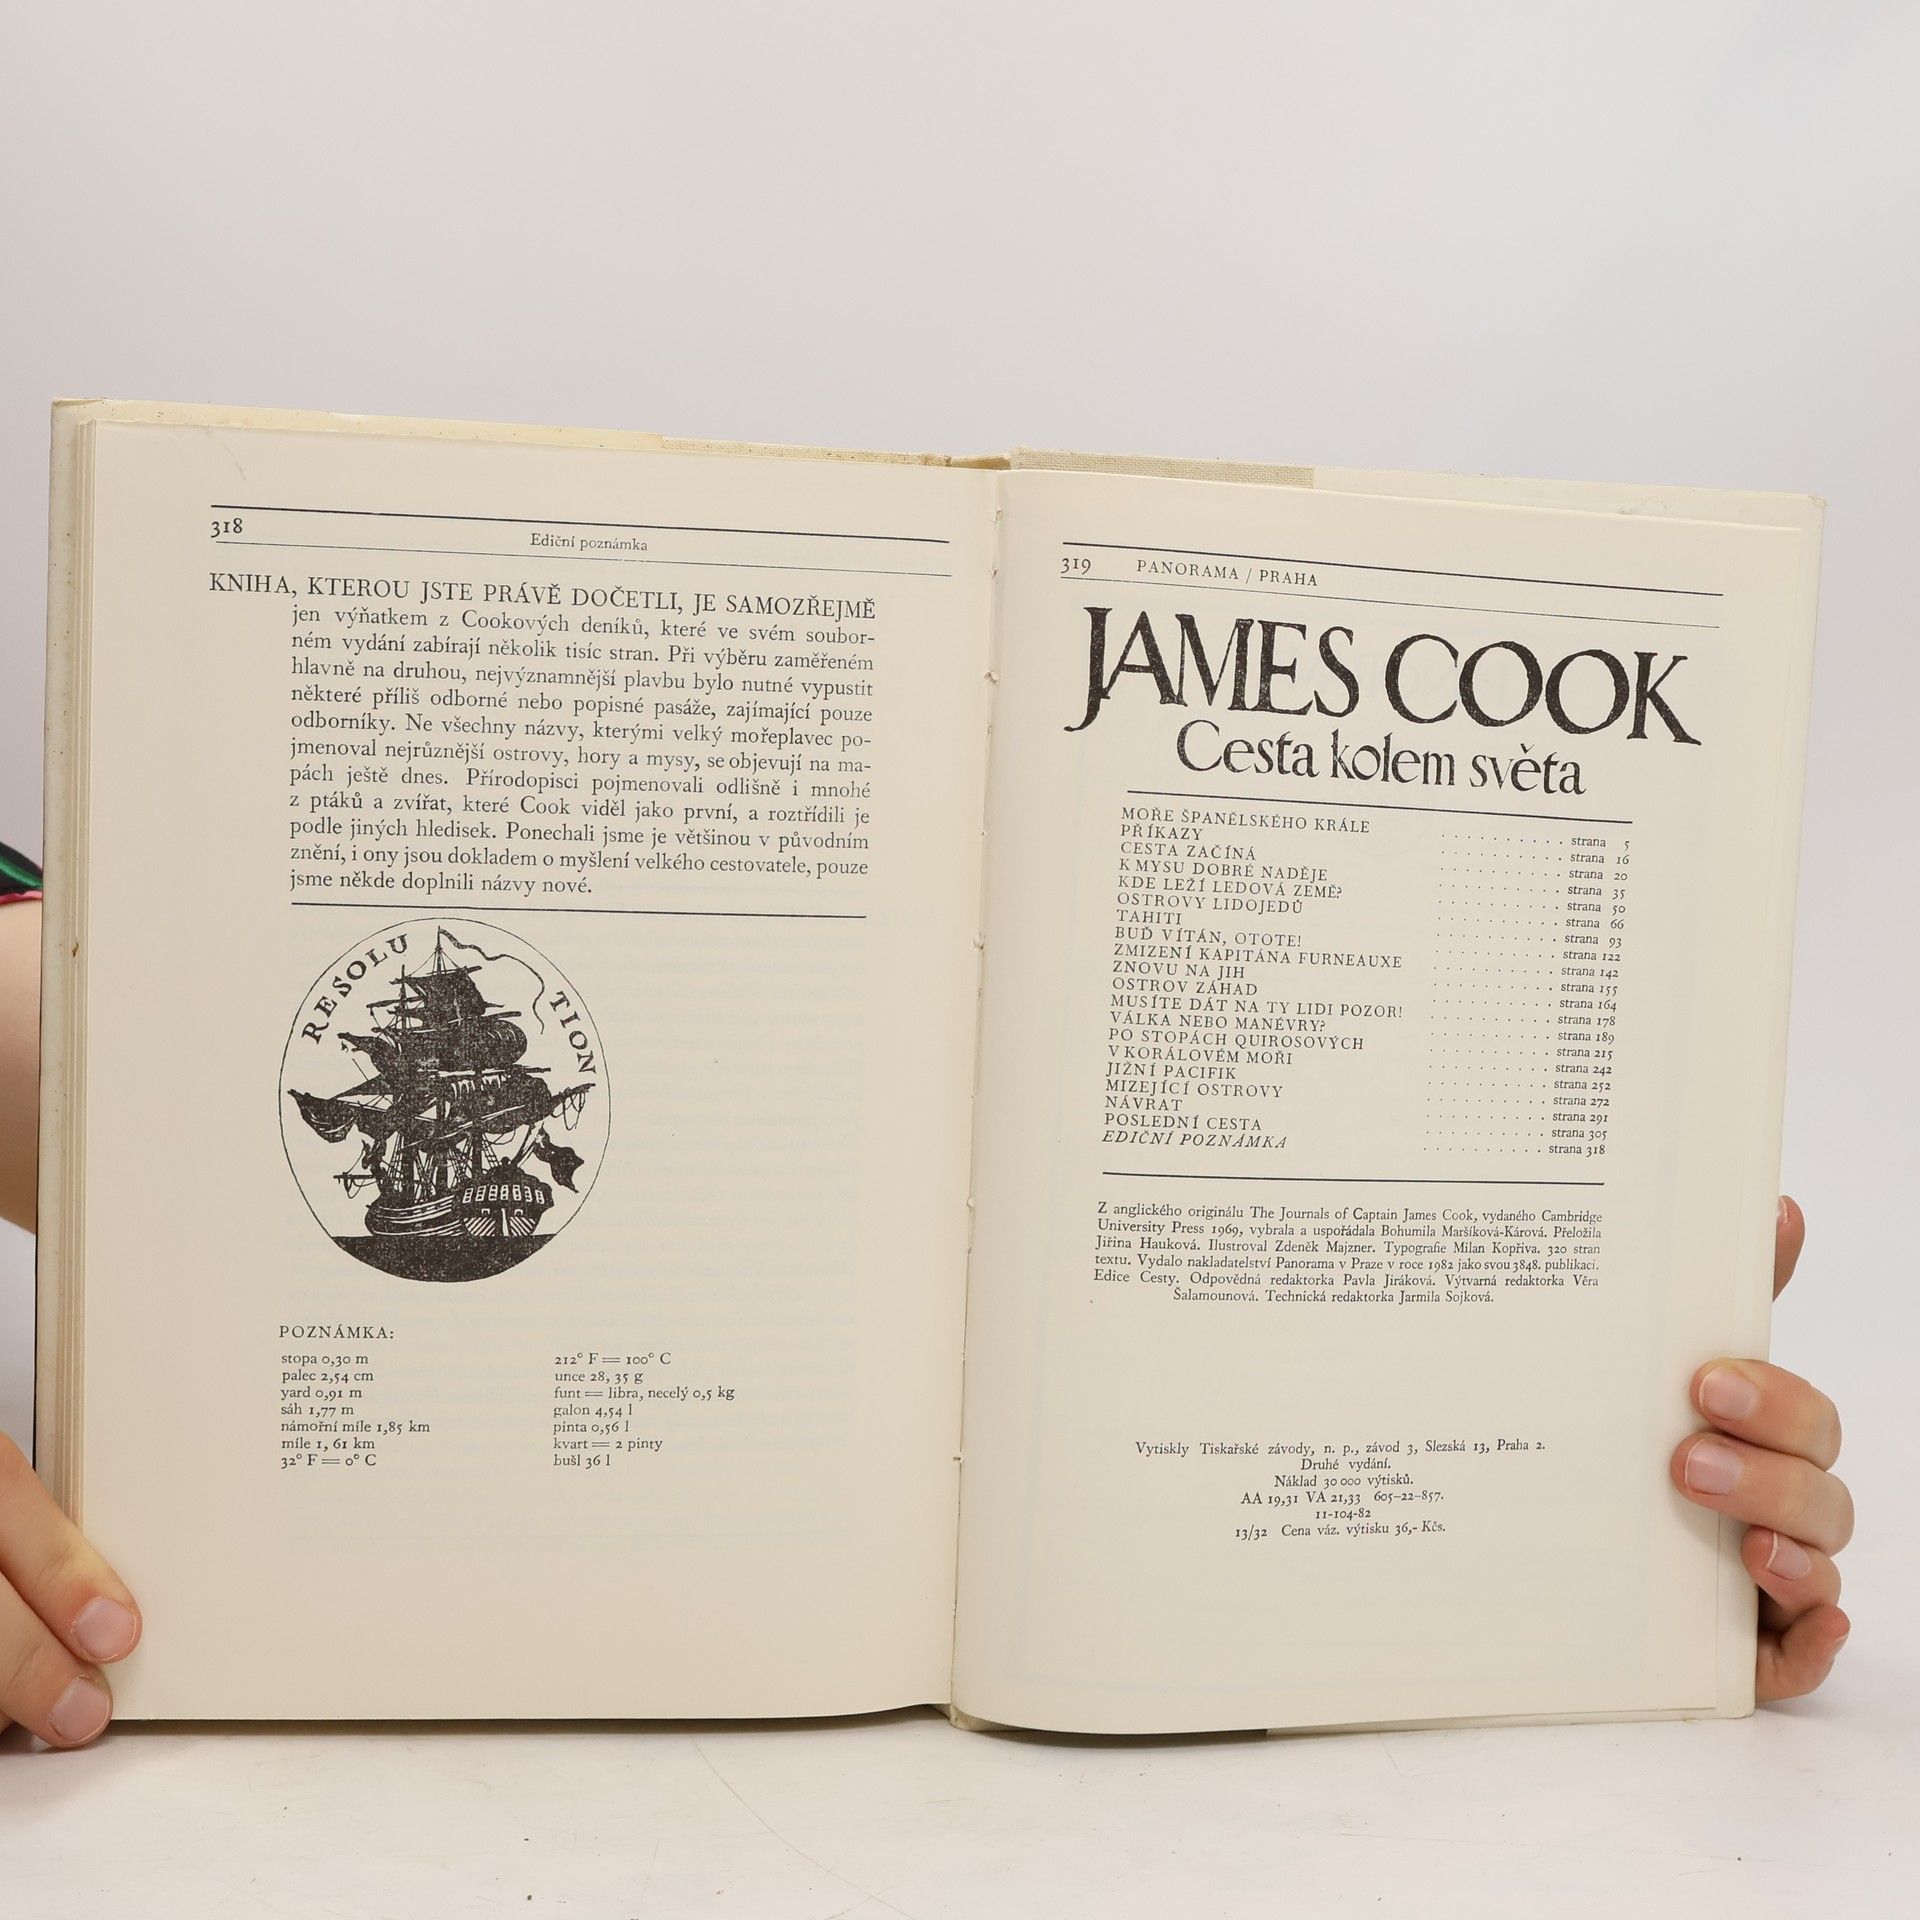 318
Ediční poznámka
KNIHA, KTEROU JSTE PRÁVĚ DOČETLI, JE SAMOZŘEJMĚ
jen výňatkem z Cookových deníků, které ve svém soubor-
ném vydání zabírají několik tisíc stran. Při výběru zaměřeném
hlavně na druhou, nejvýznamnější plavbu bylo nutné vypustit
některé příliš odborné nebo popisné pasáže, zajímající pouze
odborníky. Ne všechny názvy, kterými velký mořeplavec po-
jmenoval nejrůznější ostrovy, hory a mysy, se objevují na ma-
pách ještě dnes. Přírodopisci pojmenovali odlišně i mnohé
z ptáků a zvířat, které Cook viděl jako první, a roztřídili je
podle jiných hledisek. Ponechali jsme je většinou v původním
znění, i ony jsou dokladem o myšlení velkého cestovatele, pouze
jsme někde doplnili názvy nové.
RESOLU TION
POZNÁMKA:
stopa 0,30 m
palec 2,54 cm
yard 0,91 m
sáh 1,77 m
námořní míle 1,85 km
míle 1, 61 km
32° F = 0° C
212° F = 100° C
unce 28, 35 g
funt = libra, necelý 0,5 kg
galon 4,54 l
pinta 0,56 l
kvart = 2 pinty
bušl 36 l
319 PANORAMA / PRAHA
JAMES COOK
Cesta kolem světa
MOŘE ŠPANĚLSKÉHO KRÁLE . . . . . . . . strana 5
PŘÍKAZY . . . . . . . . . . strana 16
CESTA ZAČÍNÁ . . . . . . . . . . strana 20
K MYSU DOBRÉ NADĚJE . . . . . . . . . . strana 35
KDE LEŽÍ LEDOVÁ ZEMĚ? . . . . . . . . . . strana 50
OSTROVY LIDOJEDŮ . . . . . . . . . . strana 66
TAHITI . . . . . . . . . . strana 93
BUĎ VÍTÁN, OTOTE! . . . . . . . . . . strana 122
ZMIZENÍ KAPITÁNA FURNEAUXE . . . . . . . . . . strana 142
ZNOVU NA JIH . . . . . . . . . . strana 155
OSTROV ZÁHAD . . . . . . . . . . strana 164
MUSÍTE DÁT NA TY LIDI POZOR! . . . . . . . . . . strana 178
VÁLKA NEBO MANÉVRY? . . . . . . . . . . strana 189
PO STOPÁCH QUIROSOVÝCH . . . . . . . . . . strana 215
V KORÁLOVÉM MOŘI . . . . . . . . . . strana 242
JIŽNÍ PACIFIK . . . . . . . . . . strana 252
MIZEJÍCÍ OSTROVY . . . . . . . . . . strana 272
NÁVRAT . . . . . . . . . . strana 291
POSLEDNÍ CESTA . . . . . . . . . . strana 305
EDIČNÍ POZNÁMKA . . . . . . . . . . strana 318
Z anglického originálu The Journals of Captain James Cook, vydaného Cambridge
University Press 1969, vybrala a uspořádala Bohumila Maršíková-Kárová. Přeložila
Jiřina Hauková. Ilustroval Zdeněk Majzner. Typografie Milan Kopřiva. 320 stran
textu. Vydalo nakladatelství Panorama v Praze v roce 1982 jako svou 3848. publikaci.
Edice Cesty. Odpovědná redaktorka Pavla Jiráková. Výtvarná redaktorka Věra
Šalamounová. Technická redaktorka Jarmila Sojková.
Vytiskly Tiskařské závody, n. p., závod 3, Slezská 13, Praha 2.
Druhé vydání.
Náklad 30 000 výtisků.
AA 19,31 VA 21,33 605–22–857.
11-104-82
13/32 Cena váz. výtisku 36,- Kčs.